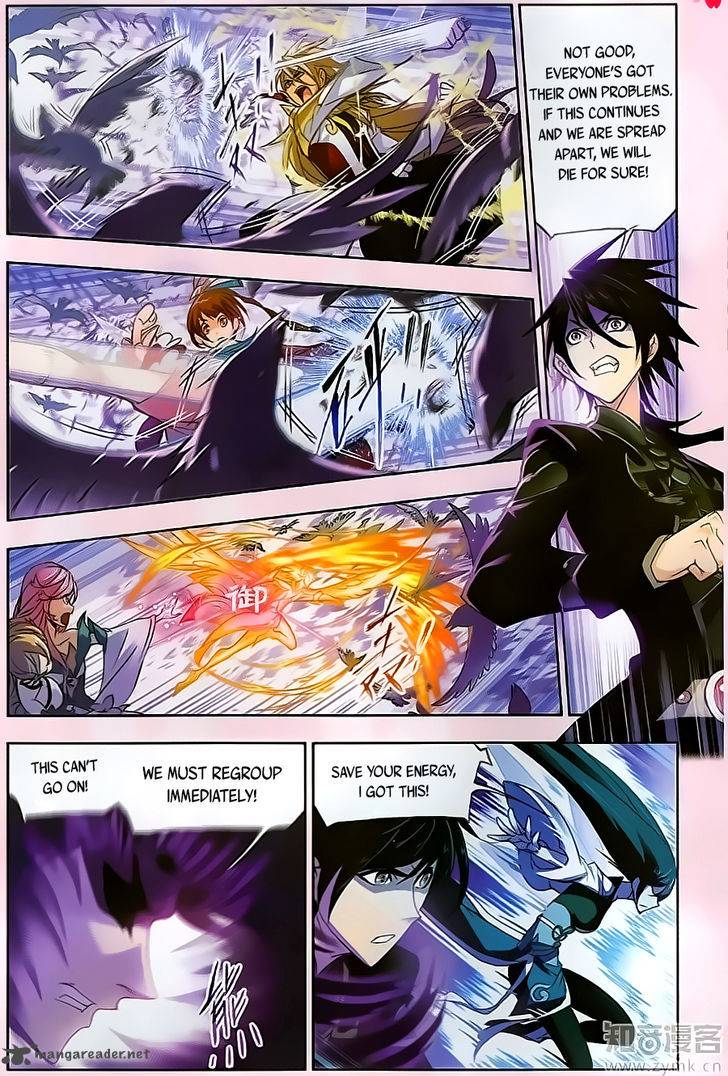 NOT GOOD,
EVERYONE'S GOT
THEIR OWN PROBLEMS.
IF THIS CONTINUES
AND WE ARE SPREAD
APART, WE WILL
DIE FOR SURE!
御
THIS CAN'T
GO ON!
WE MUST REGROUP
IMMEDIATELY!
SAVE YOUR ENERGY,
I GOT THIS!
mangareader.net
知音漫客
www.zymk.cn